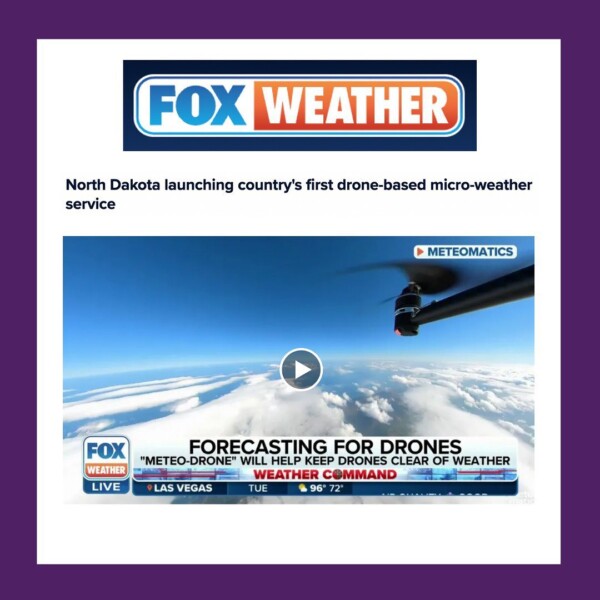 FOX WEATHER
North Dakota launching country's first drone-based micro-weather
service
METEOMATICS
FORECASTING FOR DRONES
"METEO-DRONE" WILL HELP KEEP DRONES CLEAR OF WEATHER
WEATHER COMMAND
FOX
WEATHER
LIVE
LAS VEGAS TUE 96° 72°